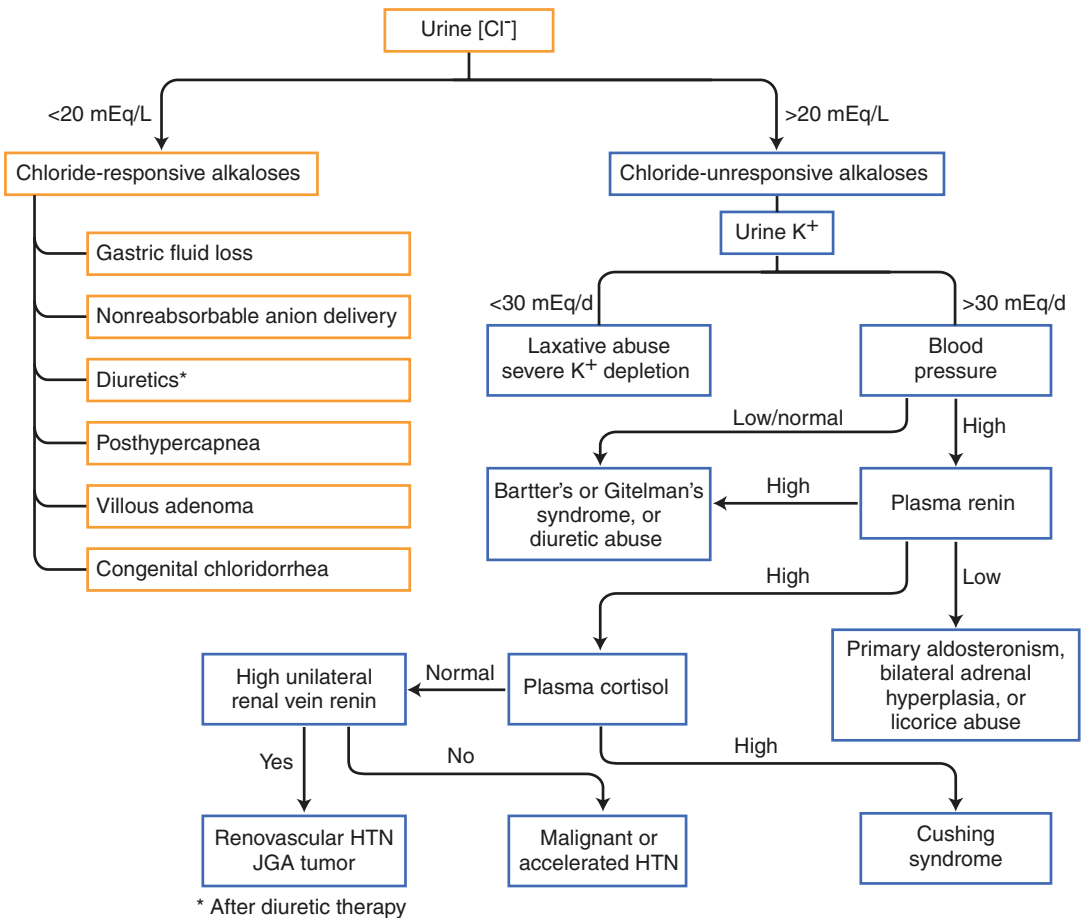 Urine [Cl⁻]
<20 mEq/L
>20 mEq/L
Chloride-responsive alkaloses
Chloride-unresponsive alkaloses
Gastric fluid loss
Nonreabsorbable anion delivery
Diuretics*
Posthypercapnea
Villous adenoma
Congenital chloridorrhea
Urine K⁺
<30 mEq/d
>30 mEq/d
Laxative abuse
severe K⁺ depletion
Blood
pressure
Low/normal
High
Bartter's or Gitelman's
syndrome, or
diuretic abuse
High
Plasma renin
High
Low
Primary aldosteronism,
bilateral adrenal
hyperplasia, or
licorice abuse
High unilateral
renal vein renin
Normal
Plasma cortisol
Yes
No
High
Renovascular HTN
JGA tumor
Malignant or
accelerated HTN
Cushing
syndrome
* After diuretic therapy